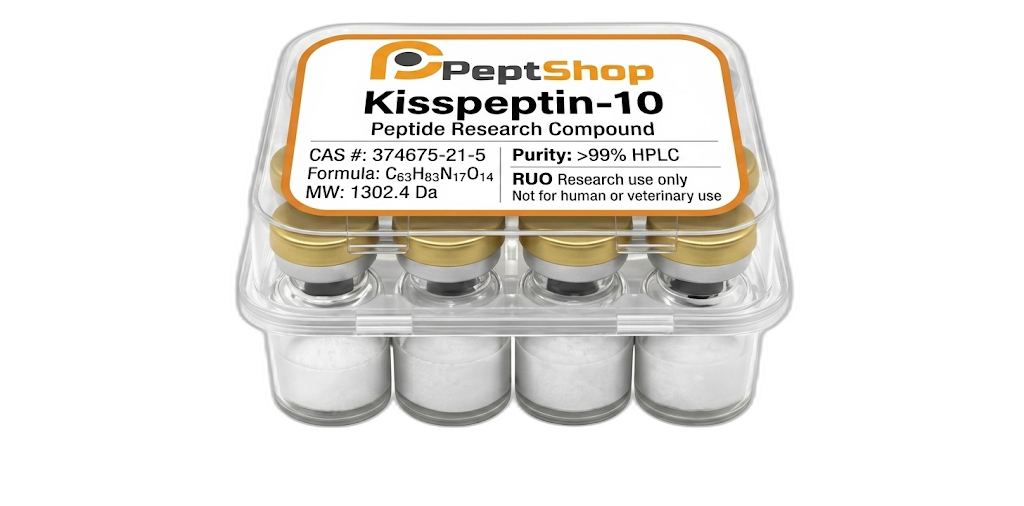 PeptShop
Kisspeptin-10
Peptide Research Compound
CAS #: 374675-21-5
Formula: C₆₃H₈₃N₁₇O₁₄
MW: 1302.4 Da
Purity: >99% HPLC
RUO Research use only
Not for human or veterinary use